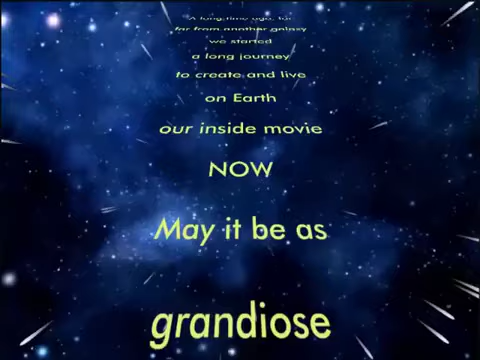 A long time ago, far
far from another galaxy
we started
a long journey
to create and live
on Earth
our inside movie
NOW
May it be as
grandiose